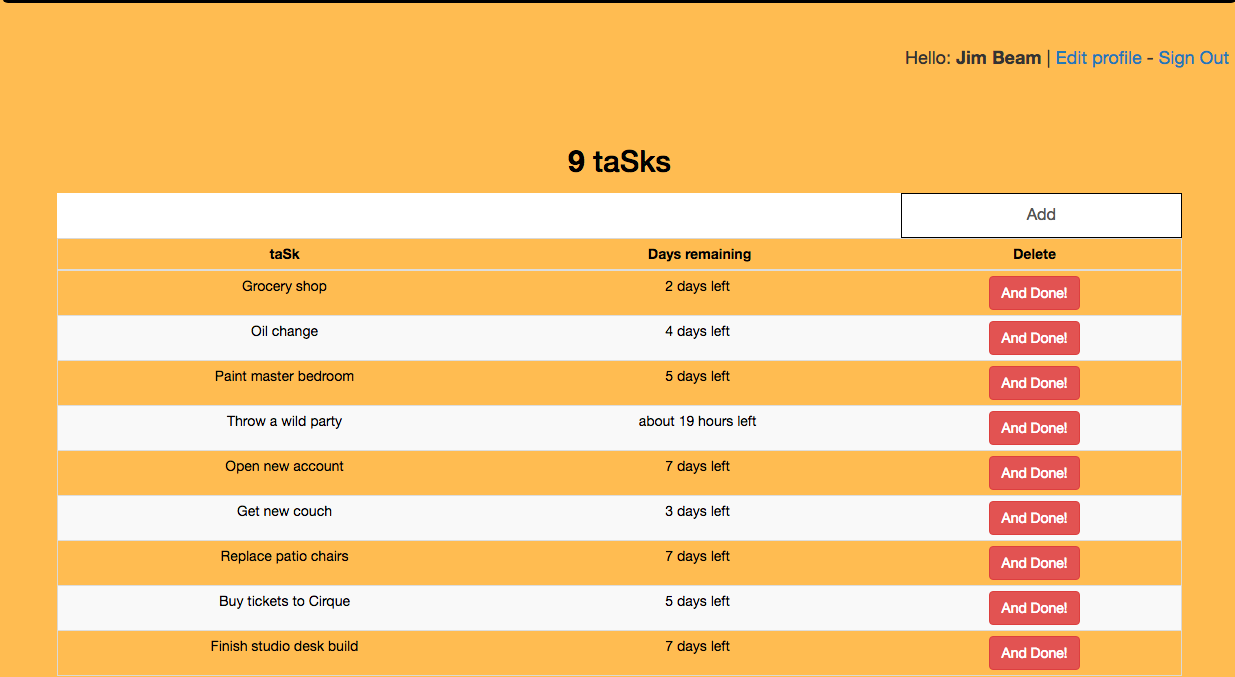 Hello: Jim Beam | Edit profile - Sign Out
9 taSks
Add
taSk Days remaining Delete
Grocery shop 2 days left And Done!
Oil change 4 days left And Done!
Paint master bedroom 5 days left And Done!
Throw a wild party about 19 hours left And Done!
Open new account 7 days left And Done!
Get new couch 3 days left And Done!
Replace patio chairs 7 days left And Done!
Buy tickets to Cirque 5 days left And Done!
Finish studio desk build 7 days left And Done!